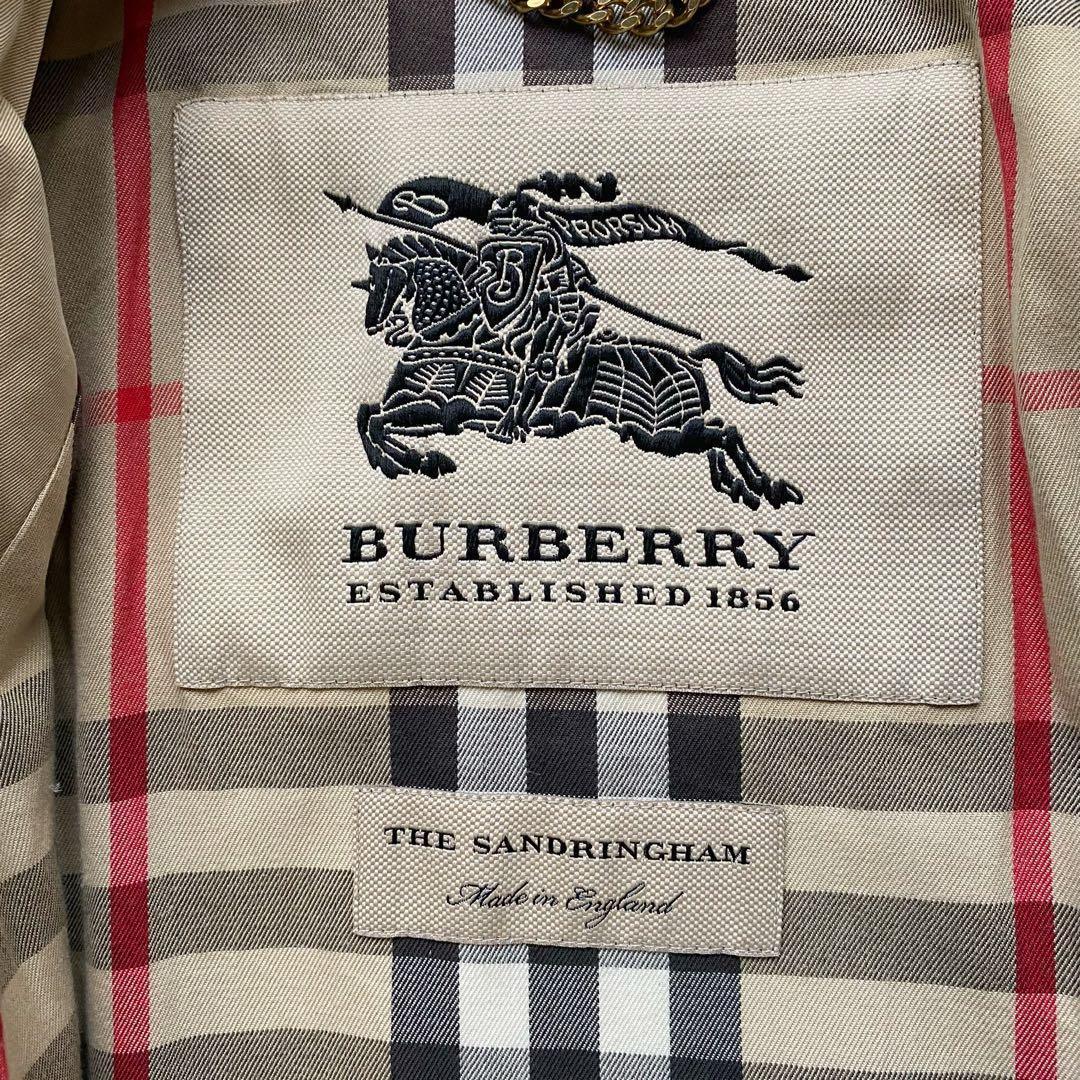 B
PRORSUM
B
BURBERRY
ESTABLISHED 1856
THE SANDRINGHAM
Made in England